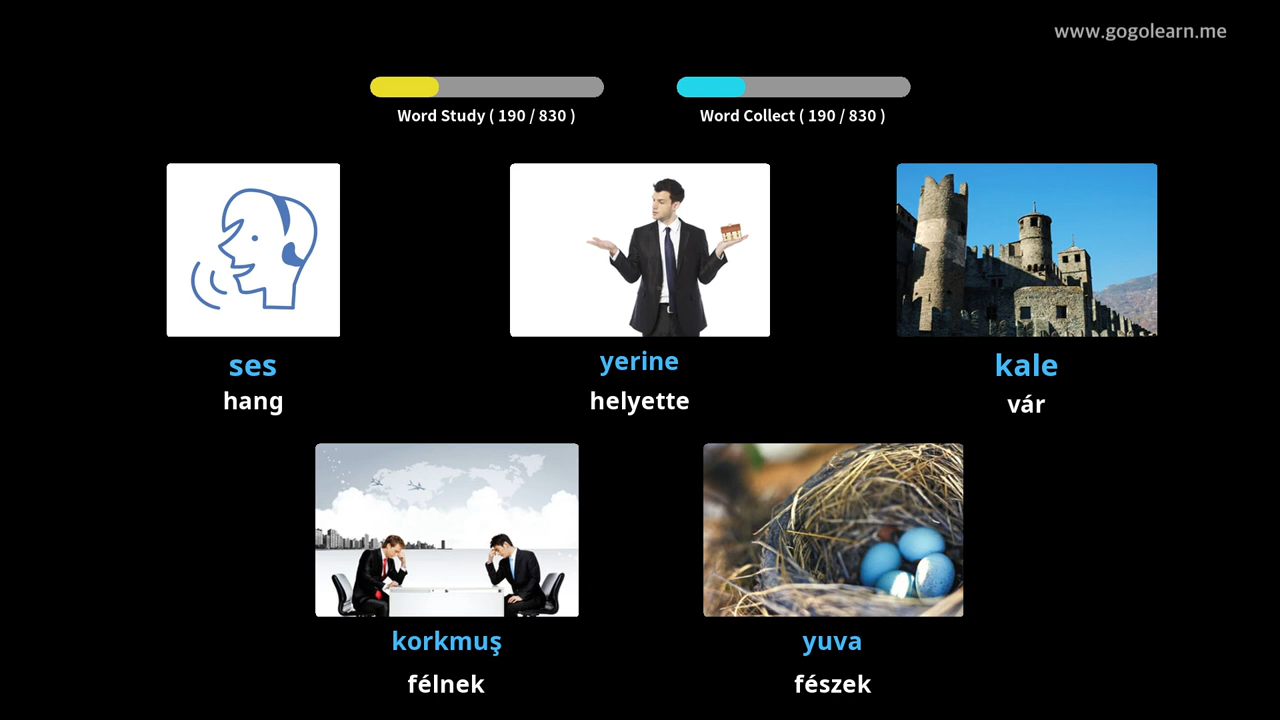 www.gogolearn.me
Word Study ( 190 / 830 )
Word Collect ( 190 / 830 )
ses
hang
yerine
helyette
kale
vár
korkmuş
félnek
yuva
fészek